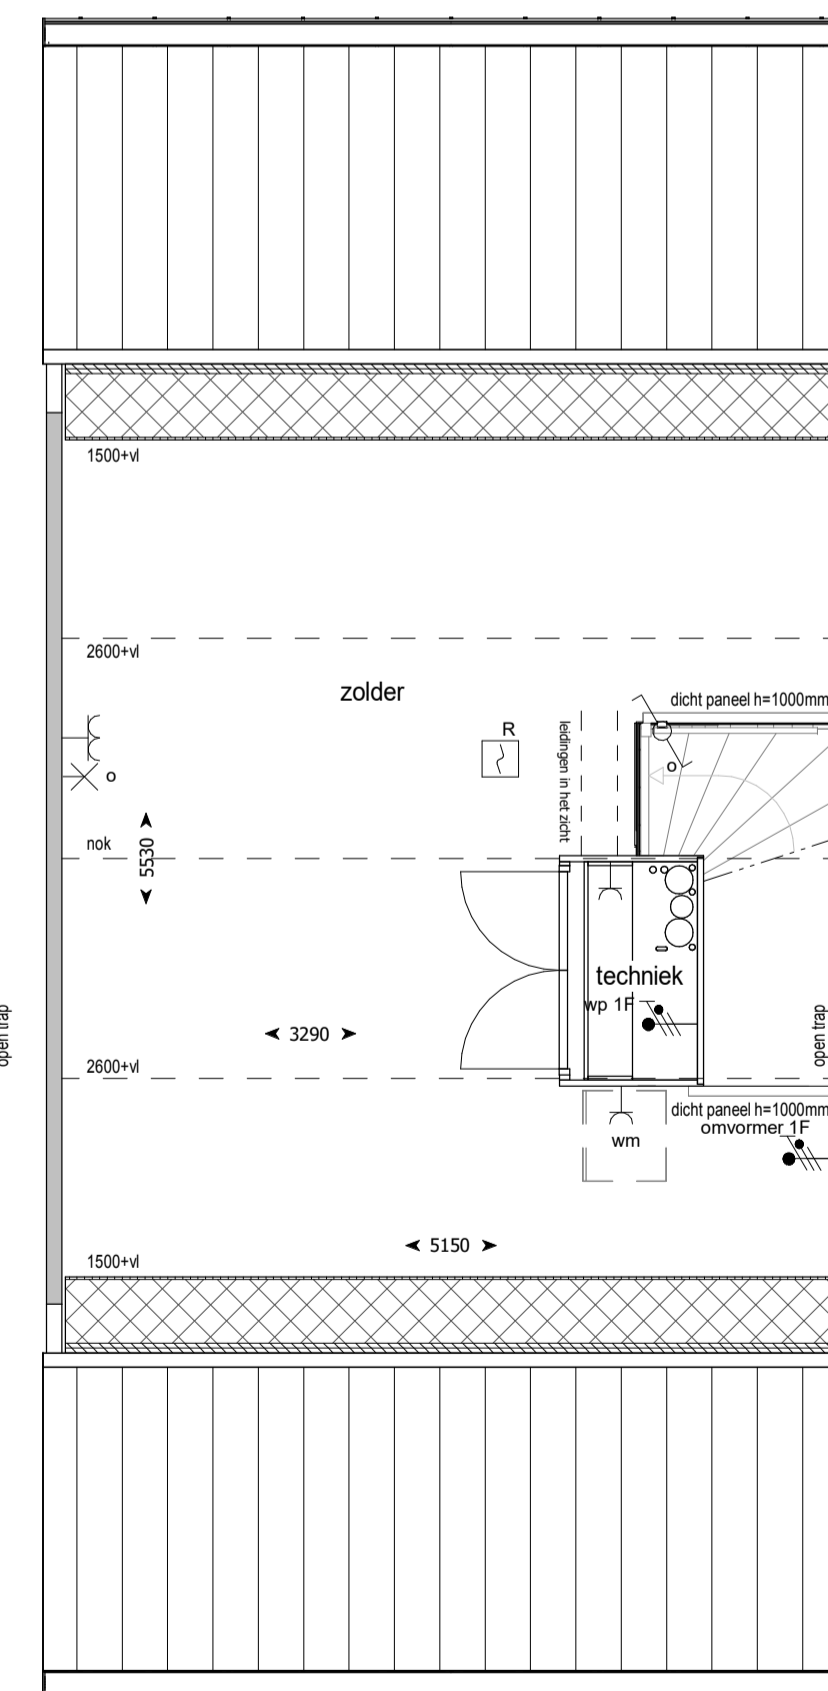 1500+vl
2600+vl
zolder
dicht paneel h=1000mm
R
leidingen in het zicht
o
o
nok
5530
techniek
wp 1F
open trap
open trap
3290
2600+vl
dicht paneel h=1000mm
omvormer 1F
wm
5150
1500+vl